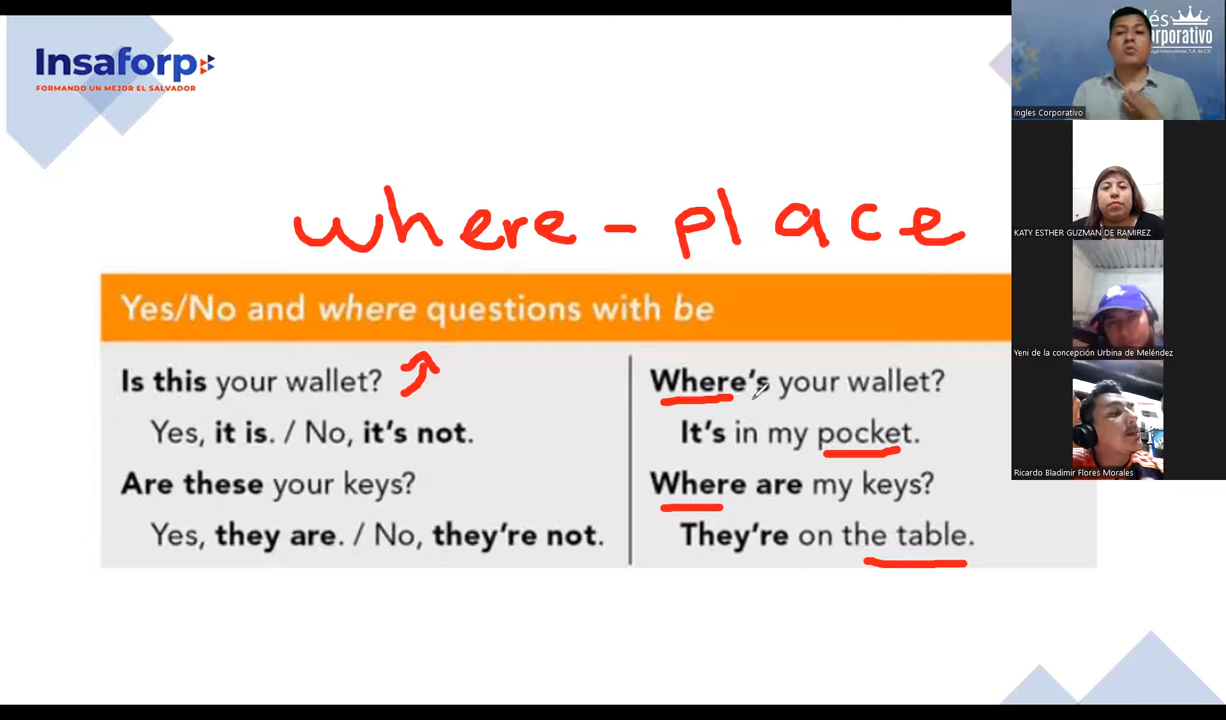 Insaforp
FORMANDO UN MEJOR EL SALVADOR
where - place
Yes/No and where questions with be
Is this your wallet?
Yes, it is. / No, it's not.
Are these your keys?
Yes, they are. / No, they're not.
Where's your wallet?
It's in my pocket.
Where are my keys?
They're on the table.
Ingles Corporativo
KATY ESTHER GUZMAN DE RAMIREZ
Yeni de la concepción Urbina de Meléndez
Ricardo Bladimir Flores Morales